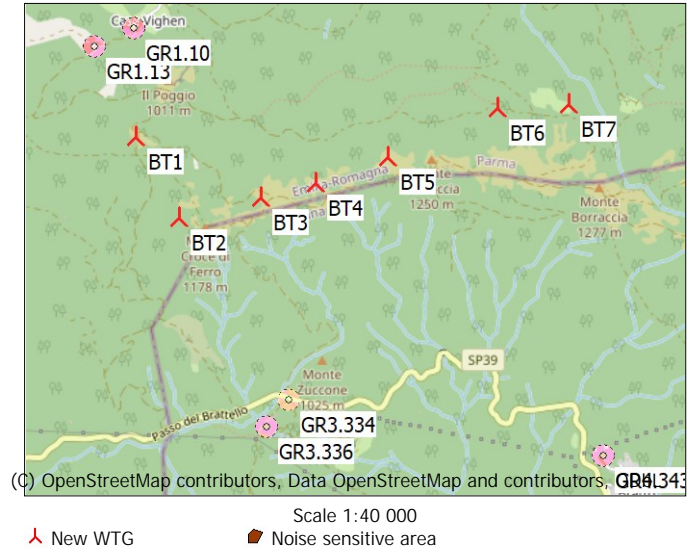 Vighen
GR1.10
GR1.13
Il Poggio
1011 m
BT1
BT6
BT7
Parma
BT5
1250 m
Emilia-Romagna
BT4
BT3
Monte
Borraccia
1277 m
BT2
Croce di
Ferro
1178 m
SP39
Monte
Zuccone
1025 m
Passo del Brattello
GR3.334
GR3.336
(C) OpenStreetMap contributors, Data OpenStreetMap and contributors,
Scale 1:40 000
New WTG
Noise sensitive area